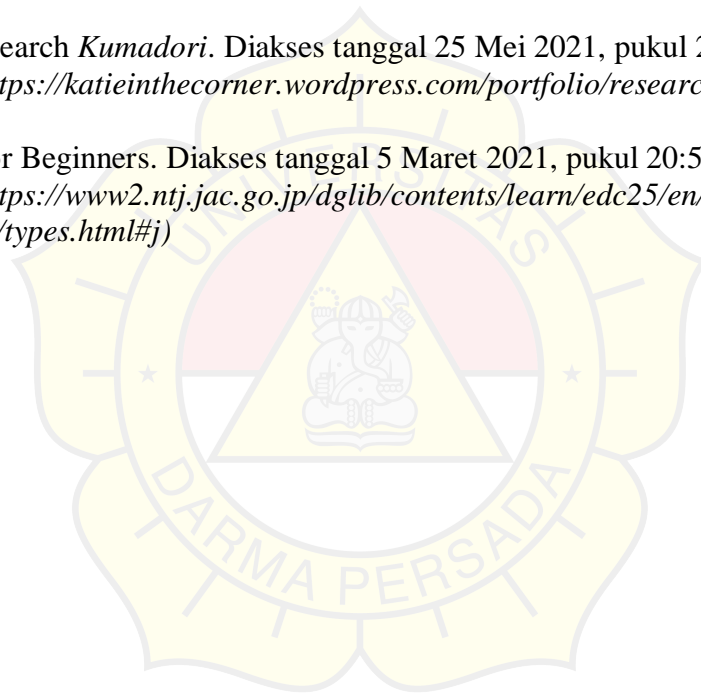 earch Kumadori. Diakses tanggal 25 Mei 2021, pukul 2
tps://katieinthecorner.wordpress.com/portfolio/researc
or Beginners. Diakses tanggal 5 Maret 2021, pukul 20:5
tps://www2.ntj.jac.go.jp/dglib/contents/learn/edc25/en/
/types.html#j)
UNIVERSITAS
DARMA PERSADA